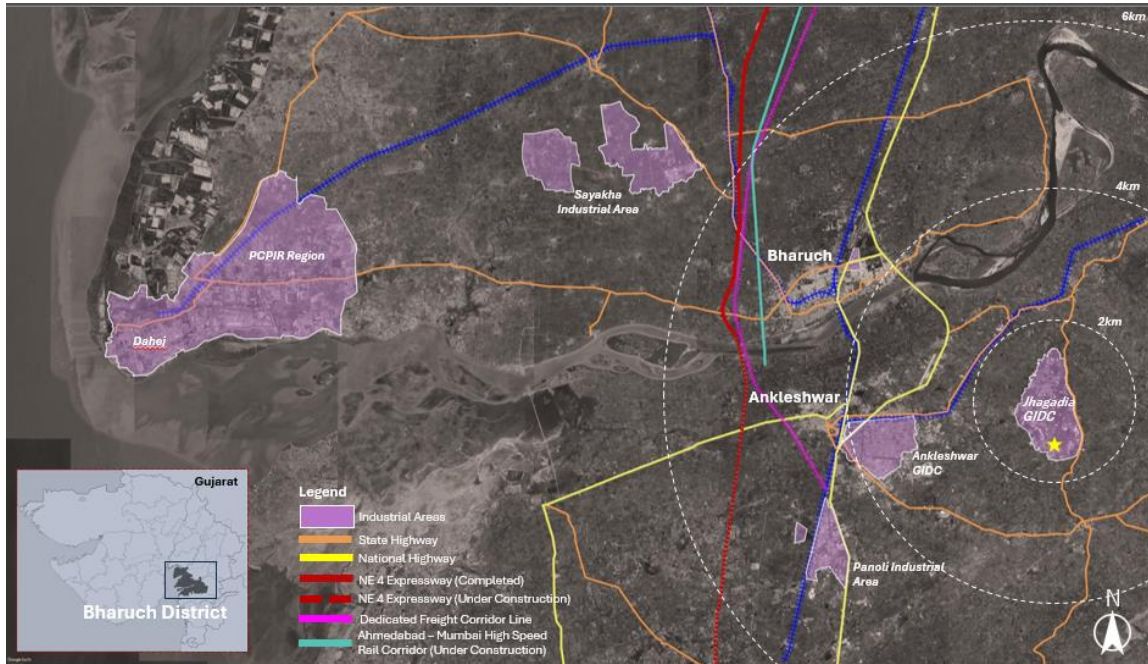 6km
4km
2km
Sayakha
Industrial Area
PCPIR Region
Bharuch
Dahej
Ankleshwar
Jhagadia
GIDC
Ankleshwar
GIDC
Panoli Industrial
Area
N
Gujarat
Bharuch District
Legend
Industrial Areas
State Highway
National Highway
NE 4 Expressway (Completed)
NE 4 Expressway (Under Construction)
Dedicated Freight Corridor Line
Ahmedabad – Mumbai High Speed
Rail Corridor (Under Construction)
Google Earth